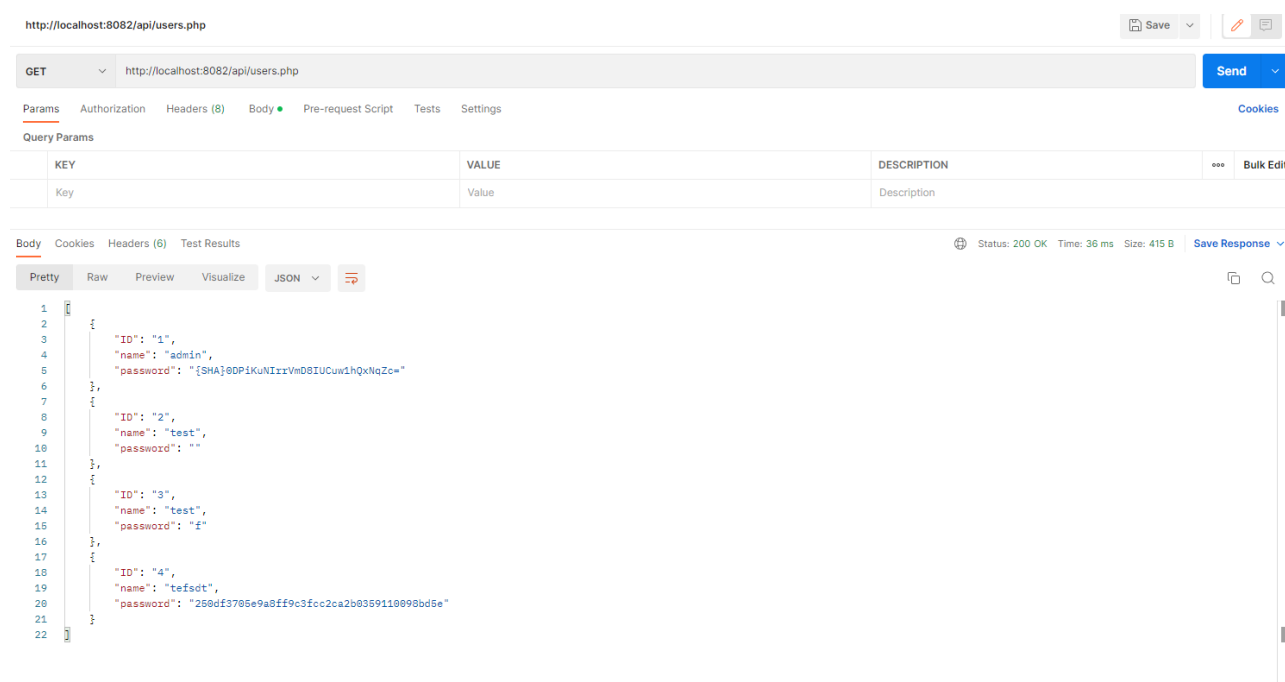 http://localhost:8082/api/users.php Save
GET http://localhost:8082/api/users.php Send
Params Authorization Headers (8) Body Pre-request Script Tests Settings Cookies
Query Params
KEY VALUE DESCRIPTION Bulk Edit
Key Value Description
Body Cookies Headers (6) Test Results Status: 200 OK Time: 36 ms Size: 415 B Save Response
Pretty Raw Preview Visualize JSON
1 [
2 {
3 "ID": "1",
4 "name": "admin",
5 "password": "{SHA}0DPiKuNIrrVmD8IUCuw1hQxNqZc="
6 },
7 {
8 "ID": "2",
9 "name": "test",
10 "password": ""
11 },
12 {
13 "ID": "3",
14 "name": "test",
15 "password": "f"
16 },
17 {
18 "ID": "4",
19 "name": "tefsdt",
20 "password": "250df3705e9a8ff9c3fcc2ca2b0359110098bd5e"
21 }
22 ]